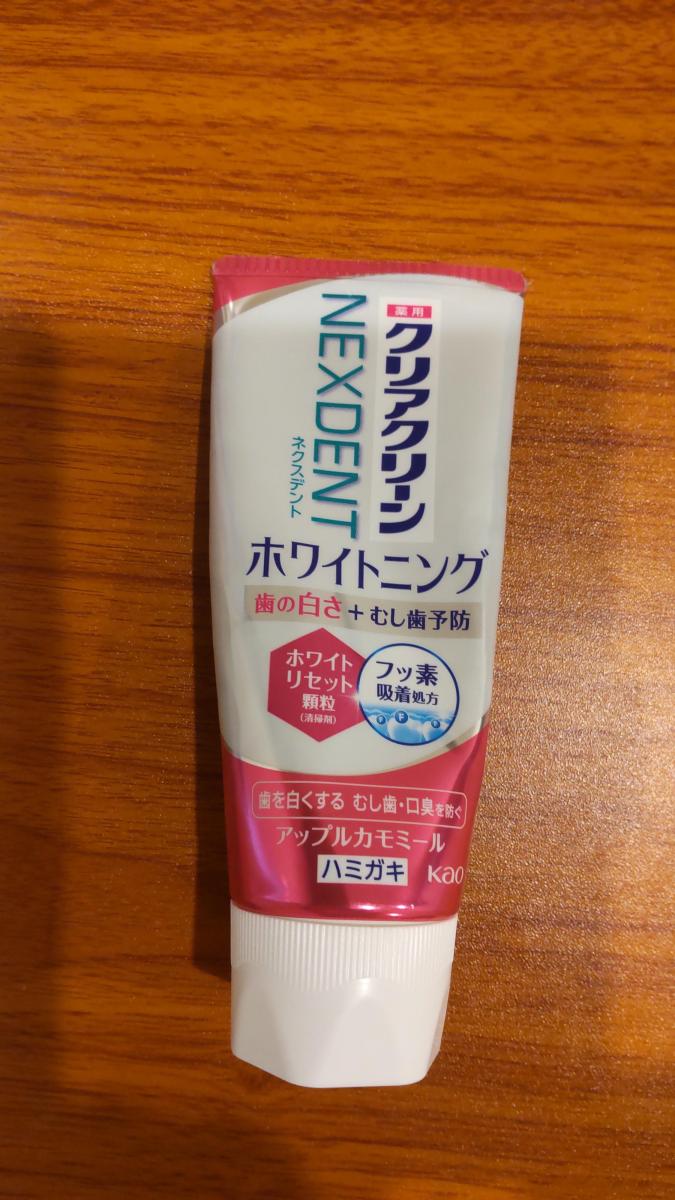 薬用
クリアクリーン
NEXDENT
ネクスデント
ホワイトニング
歯の白さ+むし歯予防
ホワイト
リセット
顆粒
(清掃剤)
フッ素
吸着処方
F F F
歯を白くする むし歯・口臭を防ぐ
アップルカモミール
ハミガキ
Kao